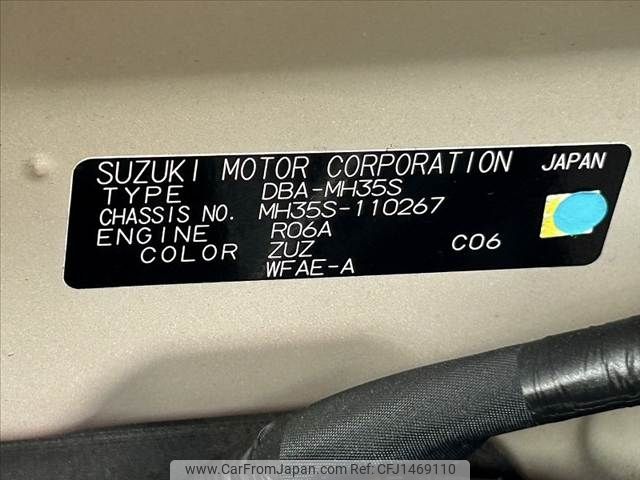 SUZUKI MOTOR CORPORATION JAPAN
TYPE DBA-MH35S
CHASSIS NO. MH35S-110267
ENGINE R06A
COLOR ZUZ C06
WFAE-A
www.CarFromJapan.com - CFJ1469110